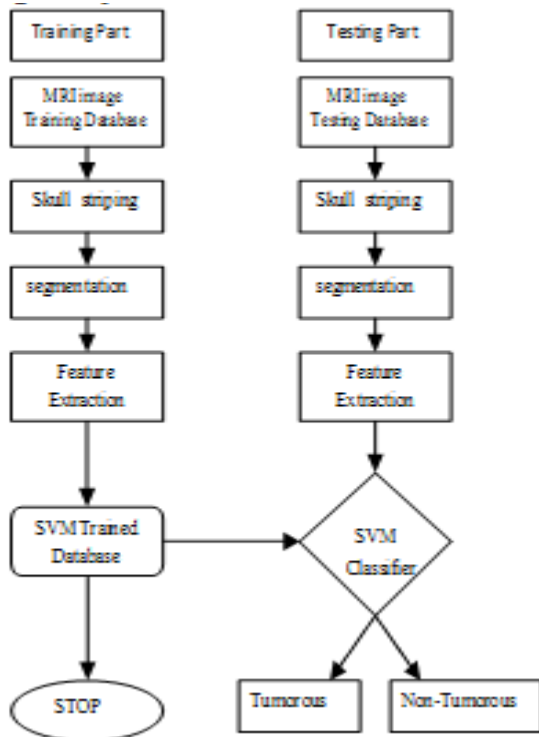 Training Part
MRI image
Training Database
Skull striping
segmentation
Feature
Extraction
SVM Trained
Database
STOP
Testing Part
MRI image
Testing Database
Skull striping
segmentation
Feature
Extraction
SVM
Classifier
Tumorous
Non-Tumorous